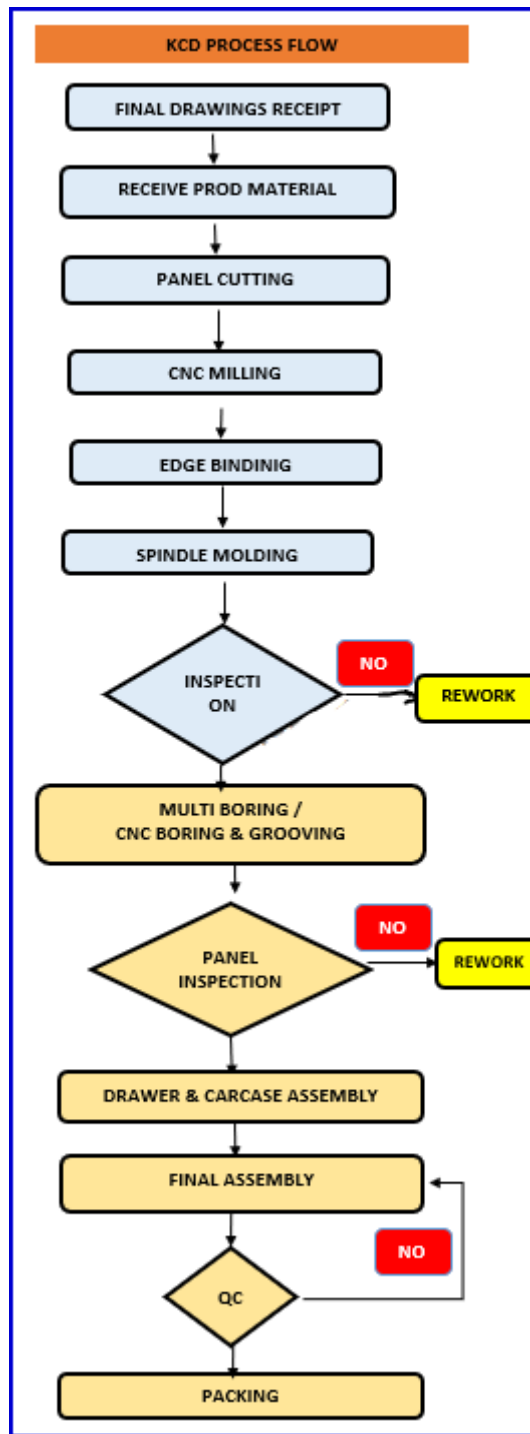 KCD PROCESS FLOW
FINAL DRAWINGS RECEIPT
RECEIVE PROD MATERIAL
PANEL CUTTING
CNC MILLING
EDGE BINDINIG
SPINDLE MOLDING
NO
INSPECTI
ON
REWORK
MULTI BORING /
CNC BORING & GROOVING
NO
PANEL
INSPECTION
REWORK
DRAWER & CARCASE ASSEMBLY
FINAL ASSEMBLY
NO
QC
PACKING